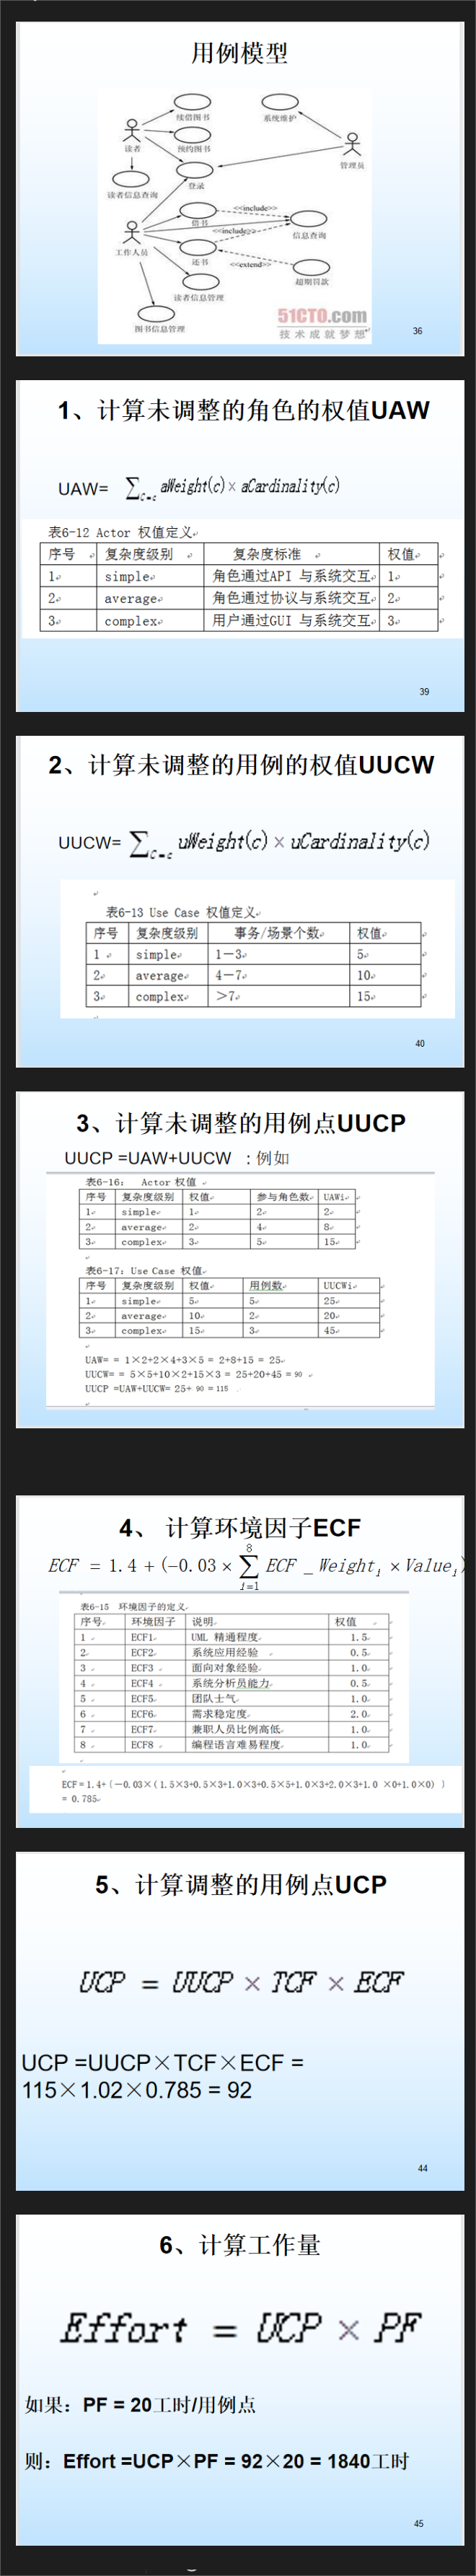 用例模型
续借图书
系统维护
读者
预约图书
管理员
登录
读者信息查询
借书
<<include>>
<<include>>
信息查询
工作人员
还书
<<extend>>
超期罚款
读者信息管理
图书信息管理
51CTO.com
技术成就梦想
36
1、计算未调整的角色的权值UAW
UAW= ∑C=c aWeight(c)×aCardinality(c)
表6-12 Actor 权值定义
序号 复杂度级别 复杂度标准 权值
1 simple 角色通过API 与系统交互 1
2 average 角色通过协议与系统交互 2
3 complex 用户通过GUI 与系统交互 3
39
2、计算未调整的用例的权值UUCW
UUCW= ∑C=c uWeight(c)×uCardinality(c)
表6-13 Use Case 权值定义
序号 复杂度级别 事务/场景个数 权值
1 simple 1-3 5
2 average 4-7 10
3 complex >7 15
40
3、计算未调整的用例点UUCP
UUCP =UAW+UUCW ：例如
表6-16： Actor 权值
序号 复杂度级别 权值 参与角色数 UAWi
1 simple 1 2 2
2 average 2 4 8
3 complex 3 5 15
表6-17：Use Case 权值
序号 复杂度级别 权值 用例数 UUCWi
1 simple 5 5 25
2 average 10 2 20
3 complex 15 3 45
UAW= = 1×2+2×4+3×5 = 2+8+15 = 25
UUCW= = 5×5+10×2+15×3 = 25+20+45 = 90
UUCP =UAW+UUCW= 25+ 90 = 115
4、 计算环境因子ECF
ECF = 1.4 + (-0.03 × ∑ 8 i=1 ECF _ Weight i × Value i)
表6-15 环境因子的定义
序号 环境因子 说明 权值
1 ECF1 UML 精通程度 1.5
2 ECF2 系统应用经验 0.5
3 ECF3 面向对象经验 1.0
4 ECF4 系统分析员能力 0.5
5 ECF5 团队士气 1.0
6 ECF6 需求稳定度 2.0
7 ECF7 兼职人员比例高低 1.0
8 ECF8 编程语言难易程度 1.0
ECF=1.4+(-0.03×(1.5×3+0.5×3+1.0×3+0.5×5+1.0×3+2.0×3+1.0 ×0+1.0×0) )
= 0.785
5、计算调整的用例点UCP
UCP = UUCP × TCF × ECF
UCP =UUCP×TCF×ECF =
115×1.02×0.785 = 92
44
6、计算工作量
Effort = UCP × PF
如果：PF = 20工时/用例点
则：Effort =UCP×PF = 92×20 = 1840工时
45